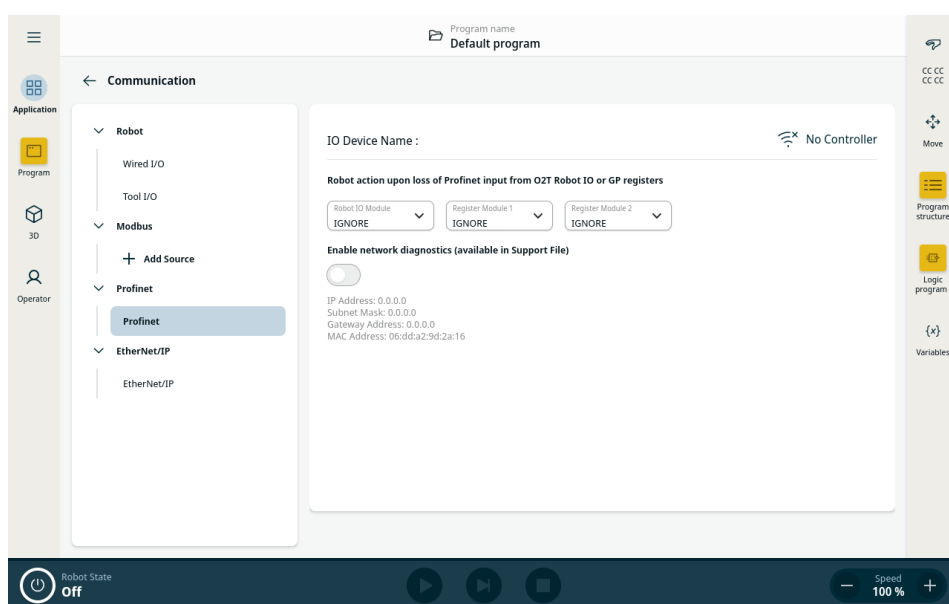 Program name
Default program
Communication
Application
Program
3D
Operator
Robot
Wired I/O
Tool I/O
Modbus
Add Source
Profinet
Profinet
EtherNet/IP
EtherNet/IP
IO Device Name :
No Controller
Robot action upon loss of Profinet input from O2T Robot IO or GP registers
Robot IO Module
IGNORE
Register Module 1
IGNORE
Register Module 2
IGNORE
Enable network diagnostics (available in Support File)
IP Address: 0.0.0.0
Subnet Mask: 0.0.0.0
Gateway Address: 0.0.0.0
MAC Address: 06:dd:a2:9d:2a:16
CC CC
CC CC
Move
Program
structure
Logic
program
{x}
Variables
Robot State
Off
Speed
100 %